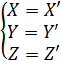 X = X′
Y = Y′
Z = Z′